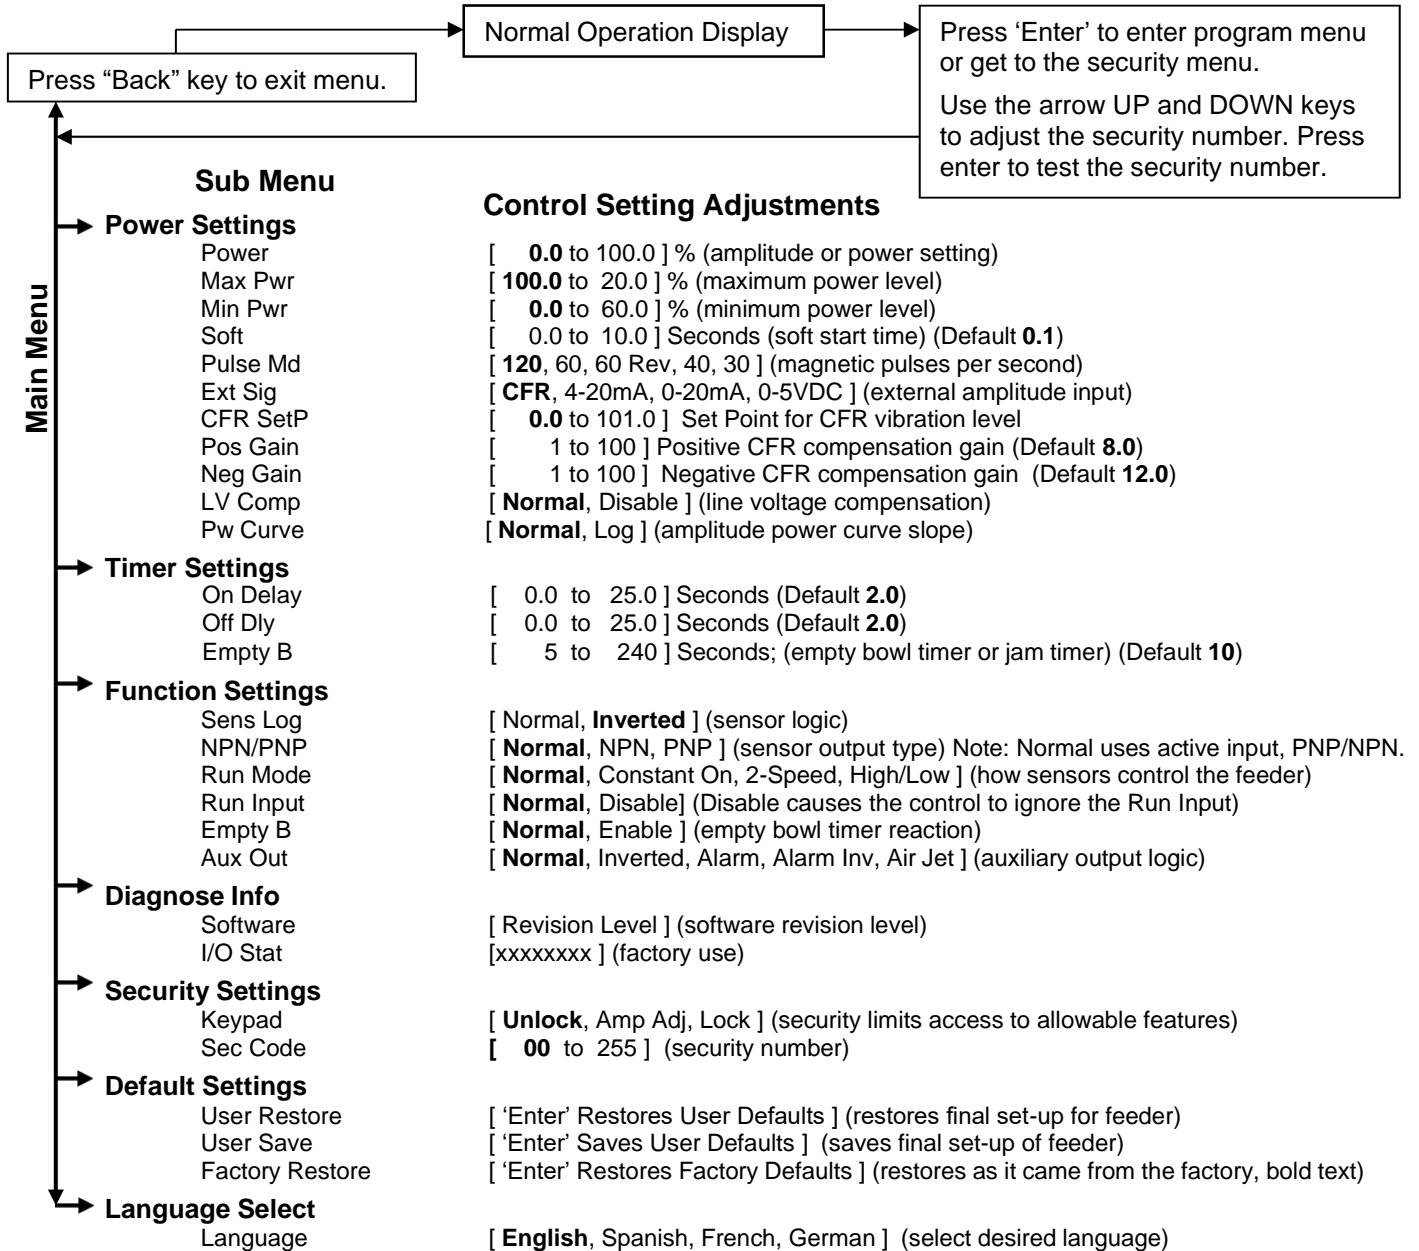 Normal Operation Display
Press ‘Enter’ to enter program menu
or get to the security menu.
Use the arrow UP and DOWN keys
to adjust the security number. Press
enter to test the security number.
Press “Back” key to exit menu.
Main Menu
Sub Menu
Control Setting Adjustments
Power Settings
Power [ 0.0 to 100.0 ] % (amplitude or power setting)
Max Pwr [ 100.0 to 20.0 ] % (maximum power level)
Min Pwr [ 0.0 to 60.0 ] % (minimum power level)
Soft [ 0.0 to 10.0 ] Seconds (soft start time) (Default 0.1)
Pulse Md [ 120, 60, 60 Rev, 40, 30 ] (magnetic pulses per second)
Ext Sig [ CFR, 4-20mA, 0-20mA, 0-5VDC ] (external amplitude input)
CFR SetP [ 0.0 to 101.0 ] Set Point for CFR vibration level
Pos Gain [ 1 to 100 ] Positive CFR compensation gain (Default 8.0)
Neg Gain [ 1 to 100 ] Negative CFR compensation gain (Default 12.0)
LV Comp [ Normal, Disable ] (line voltage compensation)
Pw Curve [ Normal, Log ] (amplitude power curve slope)
Timer Settings
On Delay [ 0.0 to 25.0 ] Seconds (Default 2.0)
Off Dly [ 0.0 to 25.0 ] Seconds (Default 2.0)
Empty B [ 5 to 240 ] Seconds; (empty bowl timer or jam timer) (Default 10)
Function Settings
Sens Log [ Normal, Inverted ] (sensor logic)
NPN/PNP [ Normal, NPN, PNP ] (sensor output type) Note: Normal uses active input, PNP/NPN.
Run Mode [ Normal, Constant On, 2-Speed, High/Low ] (how sensors control the feeder)
Run Input [ Normal, Disable] (Disable causes the control to ignore the Run Input)
Empty B [ Normal, Enable ] (empty bowl timer reaction)
Aux Out [ Normal, Inverted, Alarm, Alarm Inv, Air Jet ] (auxiliary output logic)
Diagnose Info
Software [ Revision Level ] (software revision level)
I/O Stat [xxxxxxxx ] (factory use)
Security Settings
Keypad [ Unlock, Amp Adj, Lock ] (security limits access to allowable features)
Sec Code [ 00 to 255 ] (security number)
Default Settings
User Restore [ ‘Enter’ Restores User Defaults ] (restores final set-up for feeder)
User Save [ ‘Enter’ Saves User Defaults ] (saves final set-up of feeder)
Factory Restore [ ‘Enter’ Restores Factory Defaults ] (restores as it came from the factory, bold text)
Language Select
Language [ English, Spanish, French, German ] (select desired language)